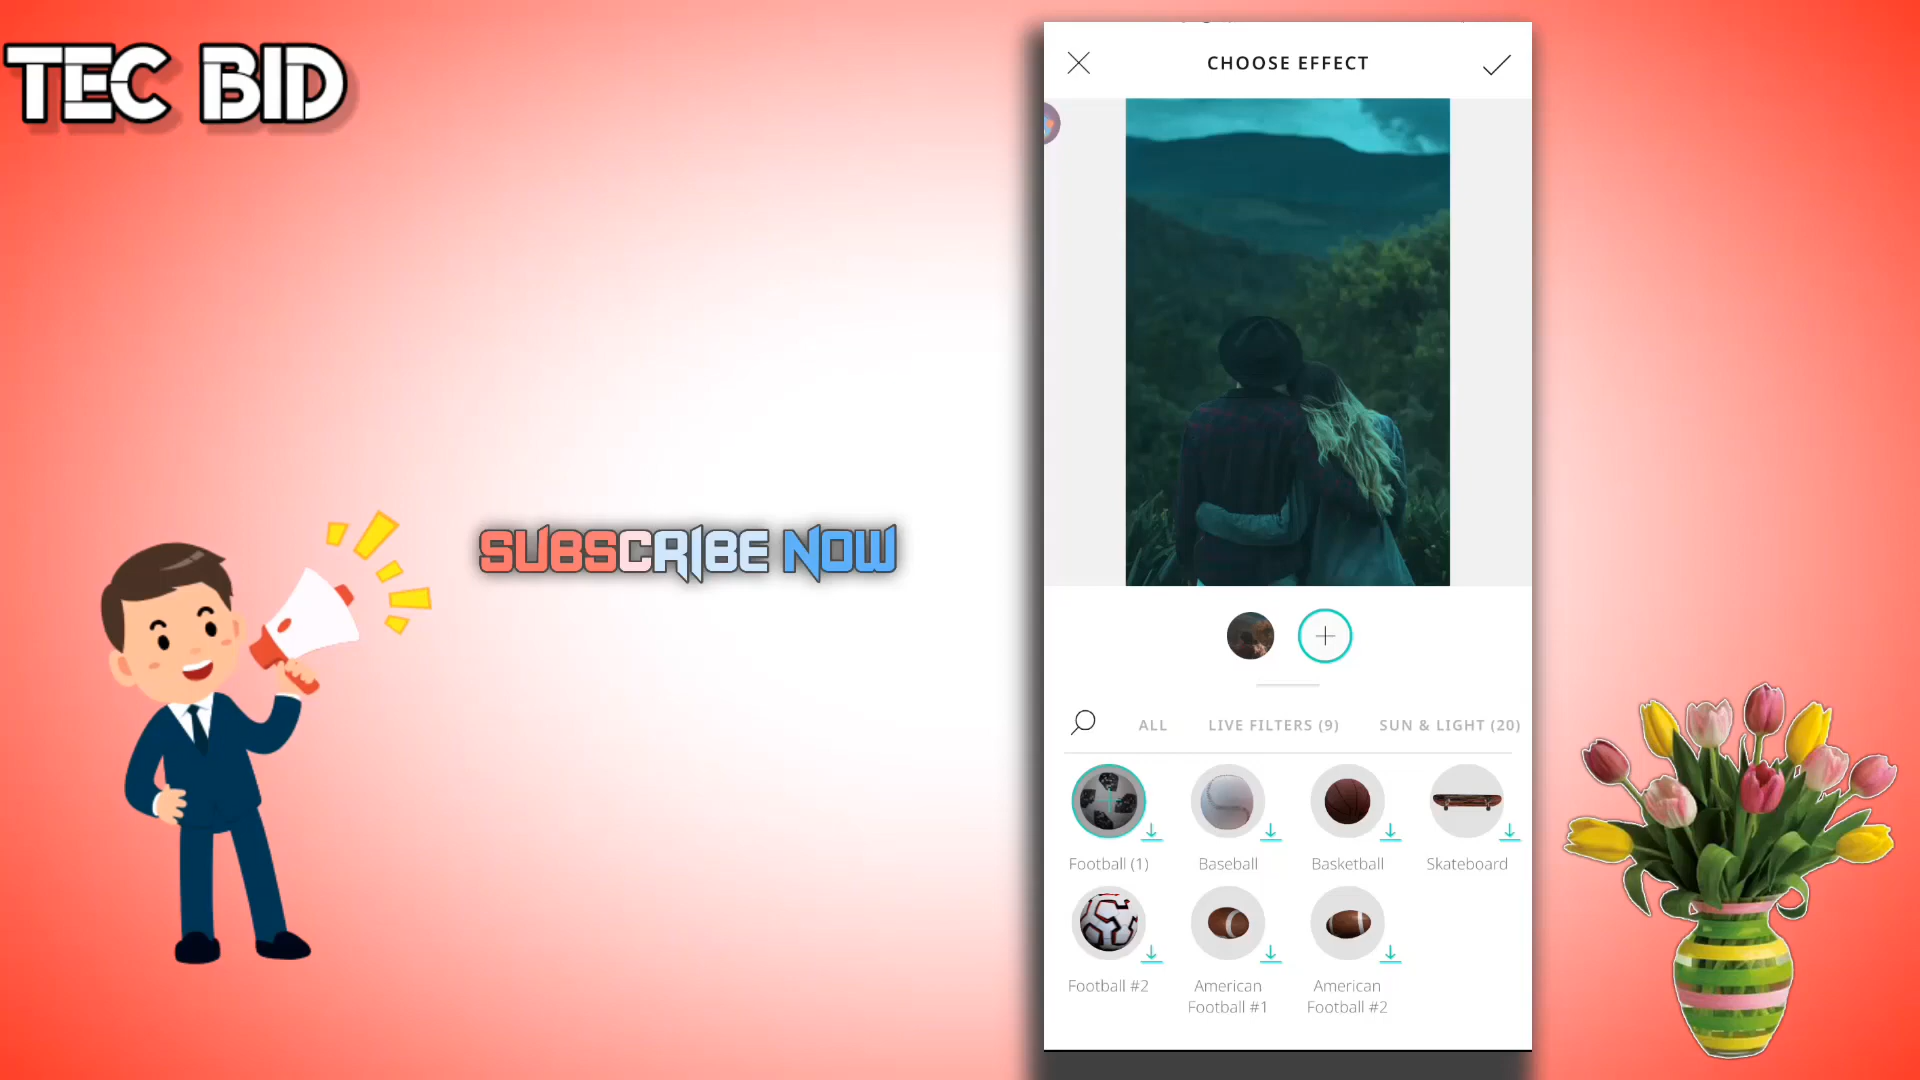 TEC BID
SUBSCRIBE NOW
CHOOSE EFFECT
ALL LIVE FILTERS (9) SUN & LIGHT (20)
Football (1) Baseball Basketball Skateboard
Football #2 American Football #1 American Football #2